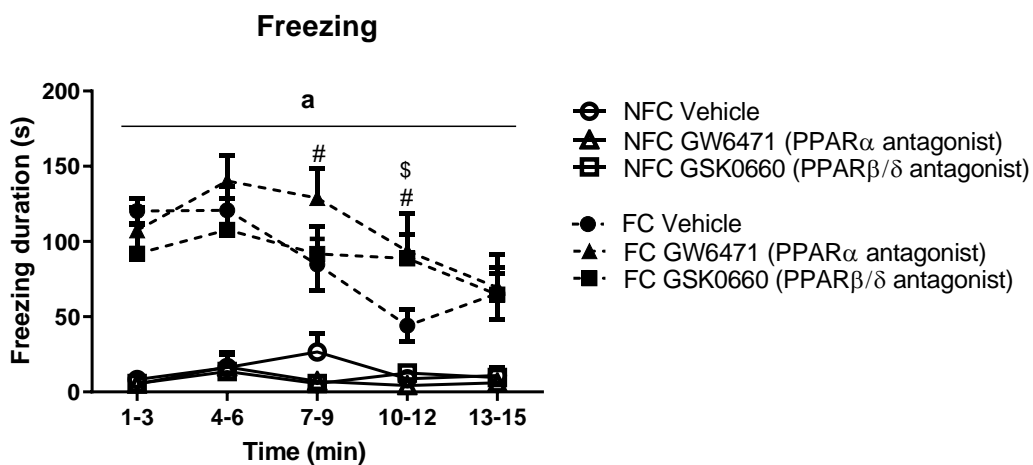 Freezing
Freezing duration (s)
200
150
100
50
0
a
#
$
#
1-3
4-6
7-9
10-12
13-15
Time (min)
NFC Vehicle
NFC GW6471 (PPARα antagonist)
NFC GSK0660 (PPARβ/δ antagonist)
FC Vehicle
FC GW6471 (PPARα antagonist)
FC GSK0660 (PPARβ/δ antagonist)